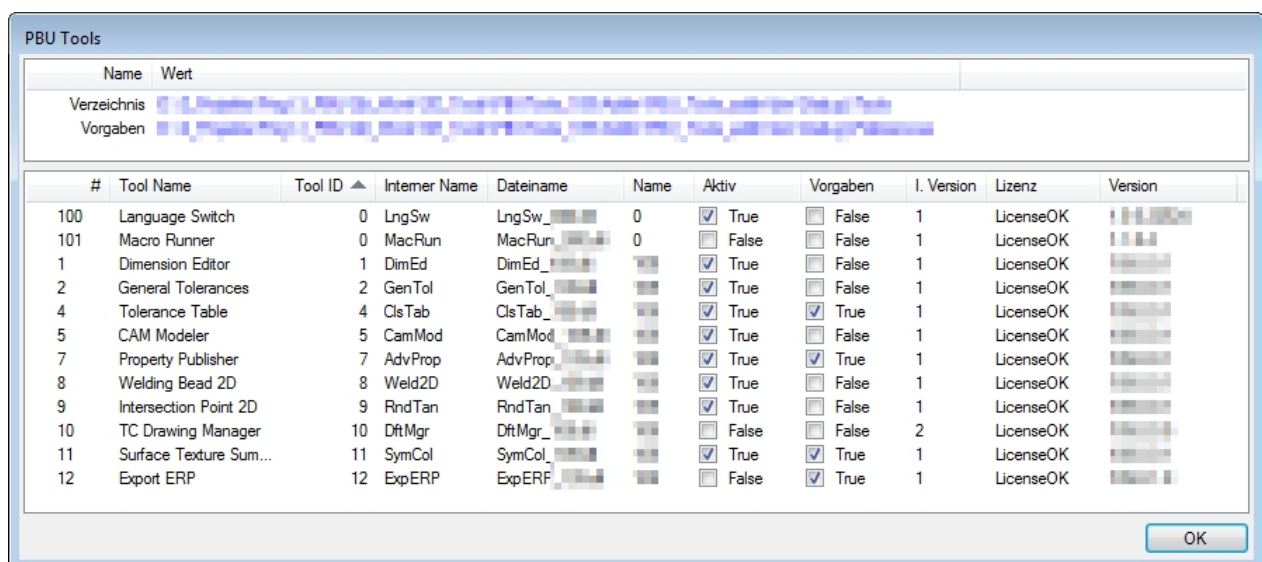 PBU Tools
Name Wert
Verzeichnis
Vorgaben
# Tool Name Tool ID Interner Name Dateiname Name Aktiv Vorgaben I. Version Lizenz Version
100 Language Switch 0 LngSw LngSw_ 0 True False 1 LicenseOK
101 Macro Runner 0 MacRun MacRun 0 False False 1 LicenseOK
1 Dimension Editor 1 DimEd DimEd_ True False 1 LicenseOK
2 General Tolerances 2 GenTol GenTol_ True False 1 LicenseOK
4 Tolerance Table 4 ClsTab ClsTab_ True True 1 LicenseOK
5 CAM Modeler 5 CamMod CamMod True False 1 LicenseOK
7 Property Publisher 7 AdvProp AdvProp True True 1 LicenseOK
8 Welding Bead 2D 8 Weld2D Weld2D True False 1 LicenseOK
9 Intersection Point 2D 9 RndTan RndTan True False 1 LicenseOK
10 TC Drawing Manager 10 DftMgr DftMgr_ False False 2 LicenseOK
11 Surface Texture Sum... 11 SymCol SymCol_ True True 1 LicenseOK
12 Export ERP 12 ExpERP ExpERP False True 1 LicenseOK
OK